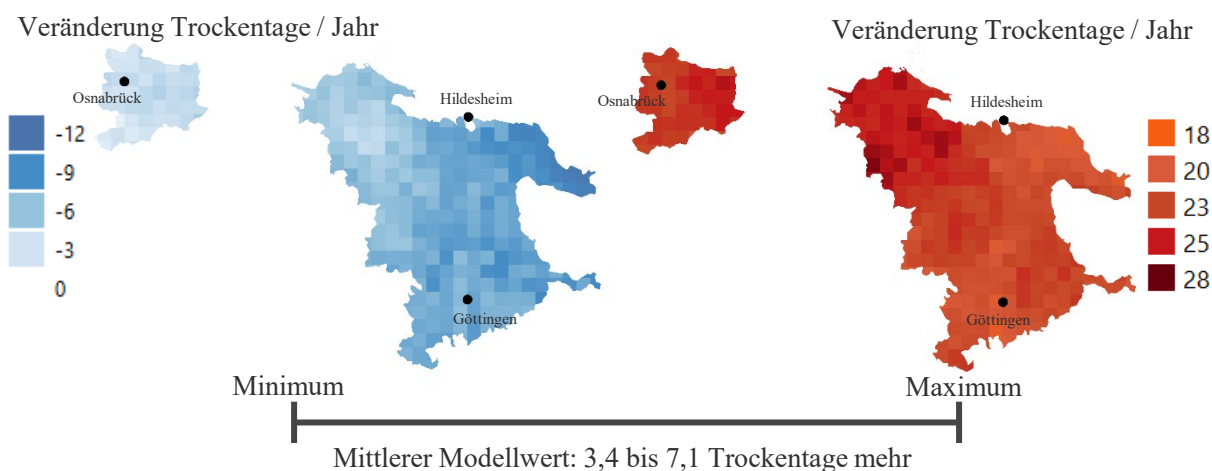 Veränderung Trockentage / Jahr
Veränderung Trockentage / Jahr
Osnabrück
Hildesheim
Göttingen
-12
-9
-6
-3
0
Osnabrück
Hildesheim
Göttingen
18
20
23
25
28
Minimum
Maximum
Mittlerer Modellwert: 3,4 bis 7,1 Trockentage mehr